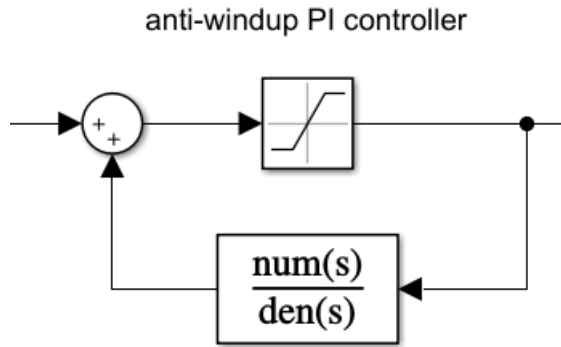 anti-windup PI controller
+
+
num(s)
den(s)